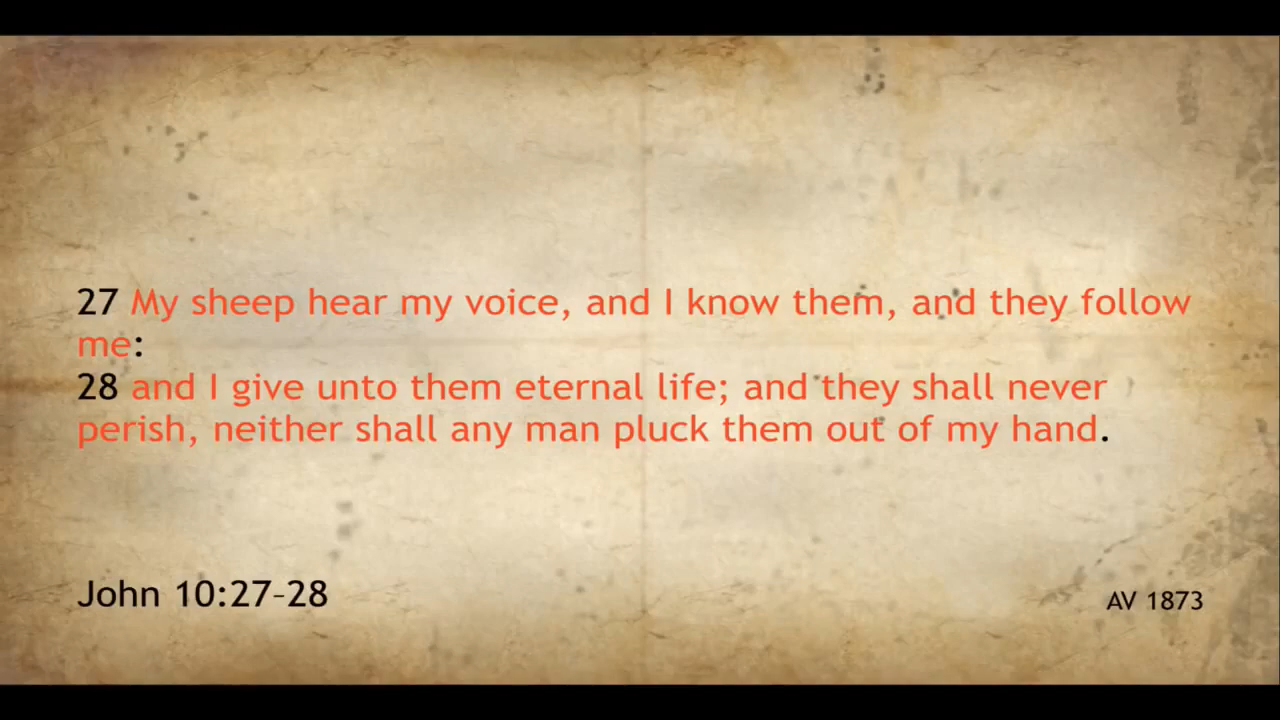 27 My sheep hear my voice, and I know them, and they follow
me:
28 and I give unto them eternal life; and they shall never
perish, neither shall any man pluck them out of my hand.
John 10:27–28
AV 1873